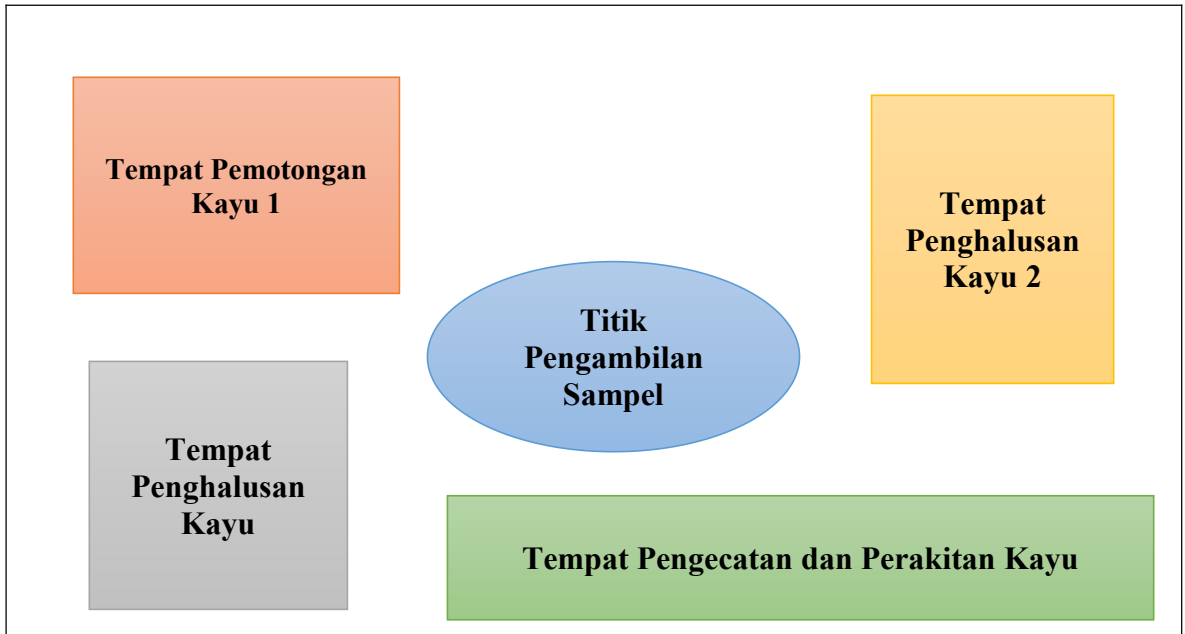 Tempat Pemotongan
Kayu 1
Tempat
Penghalusan
Kayu 2
Titik
Pengambilan
Sampel
Tempat
Penghalusan
Kayu
Tempat Pengecatan dan Perakitan Kayu